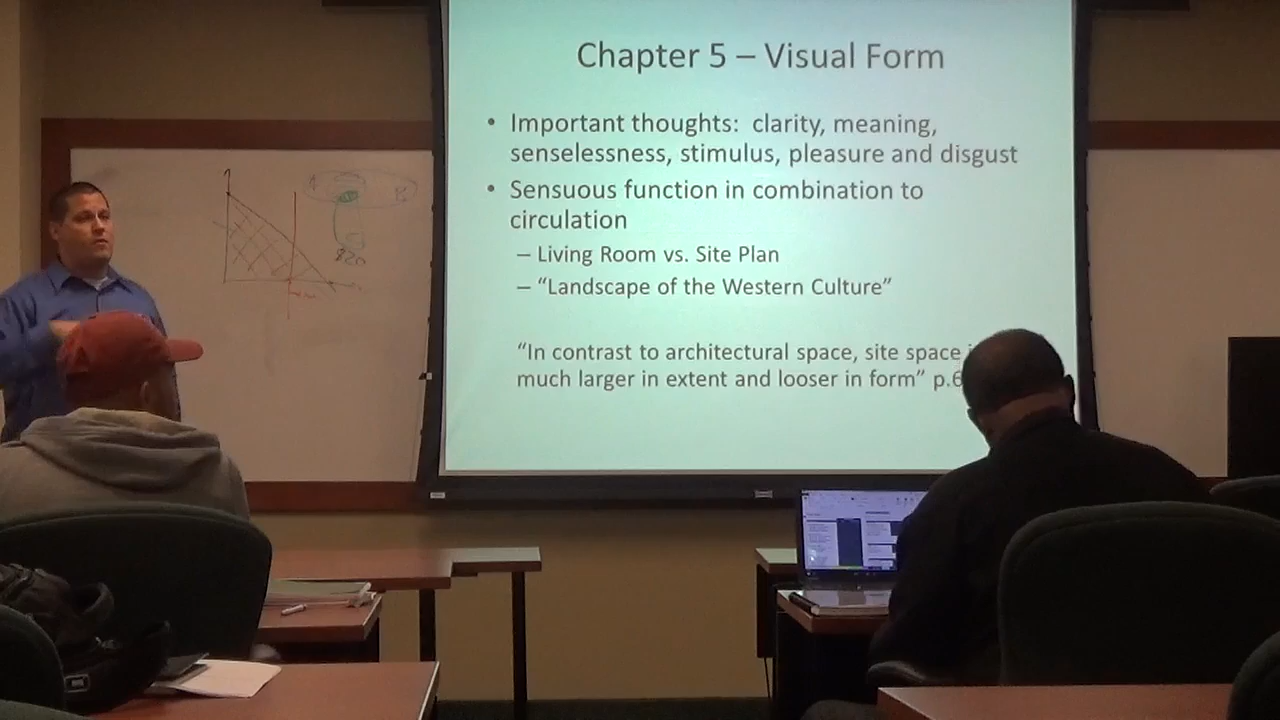 Chapter 5 – Visual Form
• Important thoughts: clarity, meaning,
senselessness, stimulus, pleasure and disgust
• Sensuous function in combination to
circulation
– Living Room vs. Site Plan
– “Landscape of the Western Culture”
“In contrast to architectural space, site space
much larger in extent and looser in form” p.6